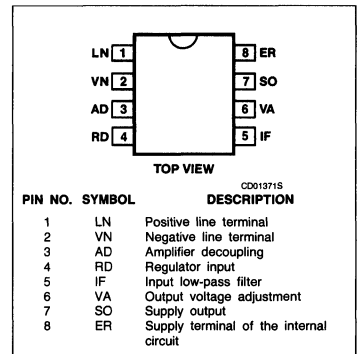 LN 1 8 ER
VN 2 7 SO
AD 3 6 VA
RD 4 5 IF
TOP VIEW
CD01371S
PIN NO. SYMBOL DESCRIPTION
1 LN Positive line terminal
2 VN Negative line terminal
3 AD Amplifier decoupling
4 RD Regulator input
5 IF Input low-pass filter
6 VA Output voltage adjustment
7 SO Supply output
8 ER Supply terminal of the internal
circuit